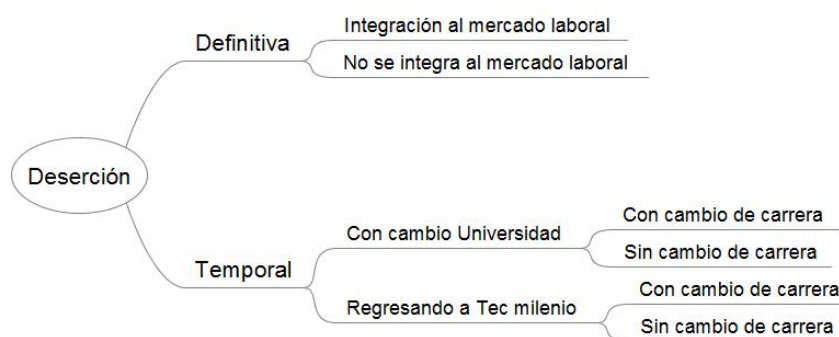 Deserción
Definitiva
Integración al mercado laboral
No se integra al mercado laboral
Temporal
Con cambio Universidad
Con cambio de carrera
Sin cambio de carrera
Regresando a Tec milenio
Con cambio de carrera
Sin cambio de carrera